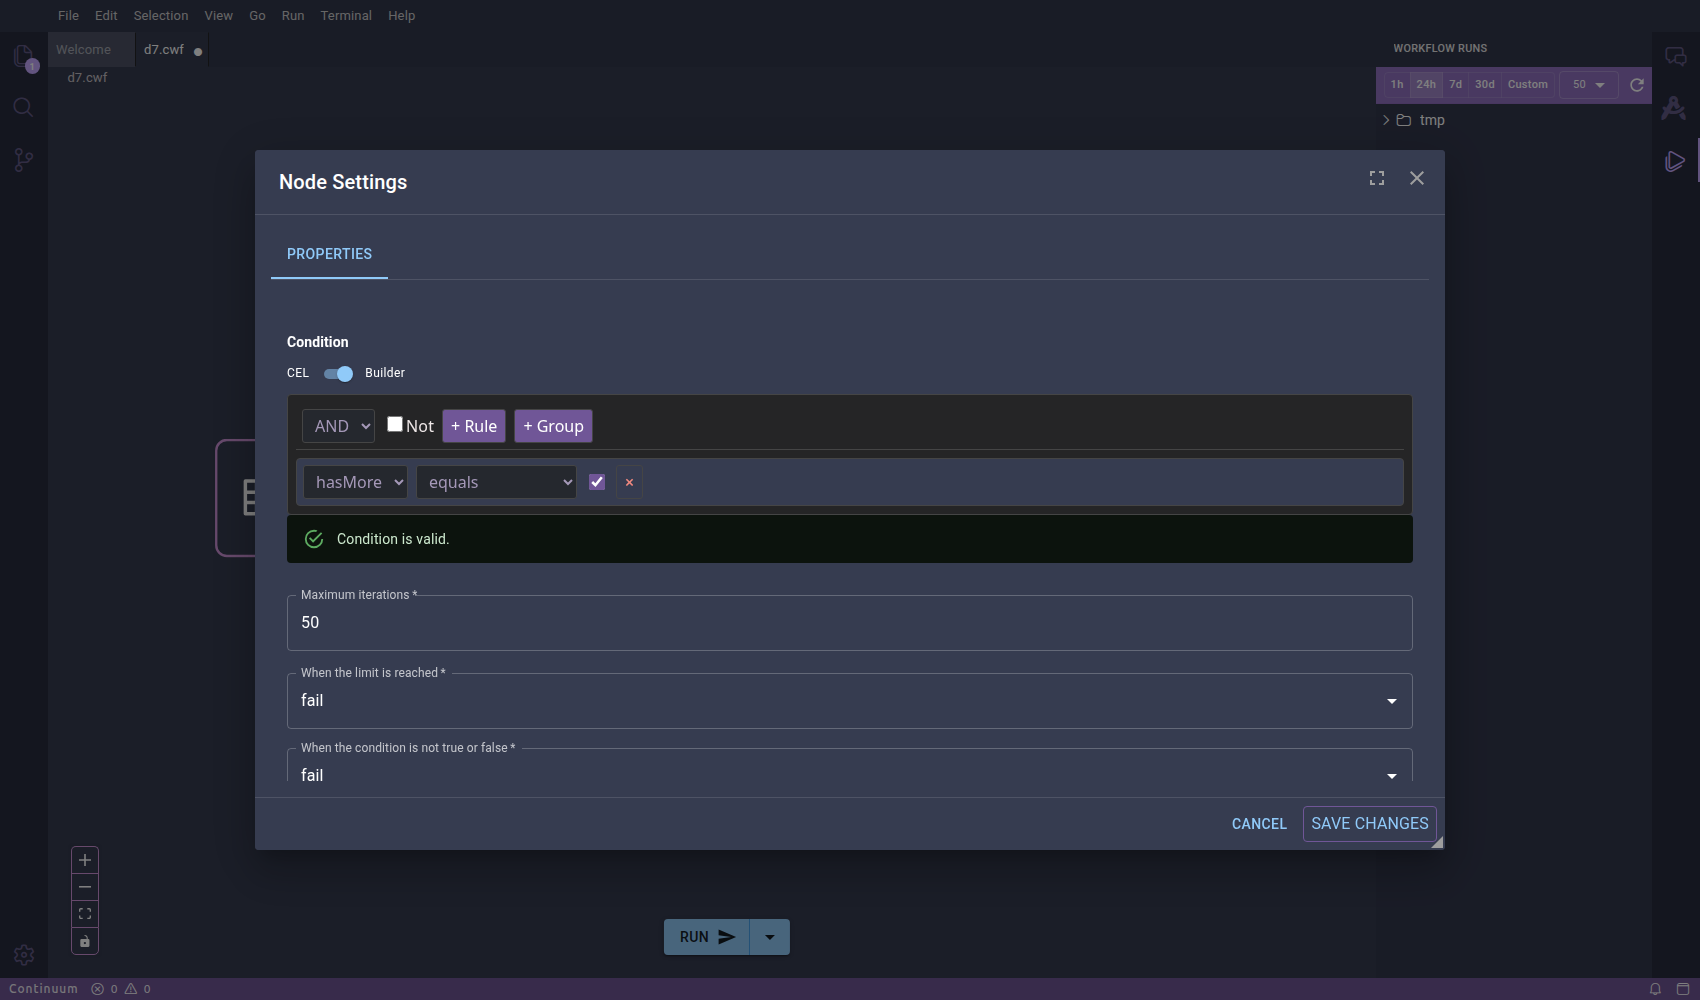 File Edit Selection View Go Run Terminal Help
Welcome d7.cwf
WORKFLOW RUNS
1
d7.cwf
1h 24h 7d 30d Custom 50
tmp
Node Settings
PROPERTIES
Condition
CEL Builder
AND Not + Rule + Group
hasMore equals
Condition is valid.
Maximum iterations *
50
When the limit is reached *
fail
When the condition is not true or false *
fail
CANCEL SAVE CHANGES
RUN
Continuum 0 0